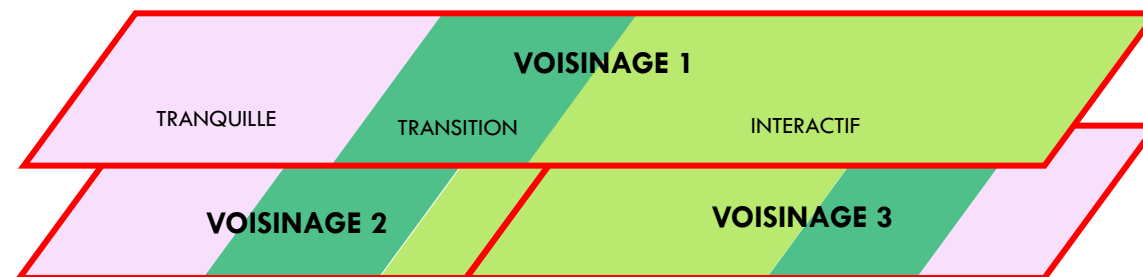 VOISINAGE 1
TRANQUILLE
TRANSITION
INTERACTIF
VOISINAGE 2
VOISINAGE 3